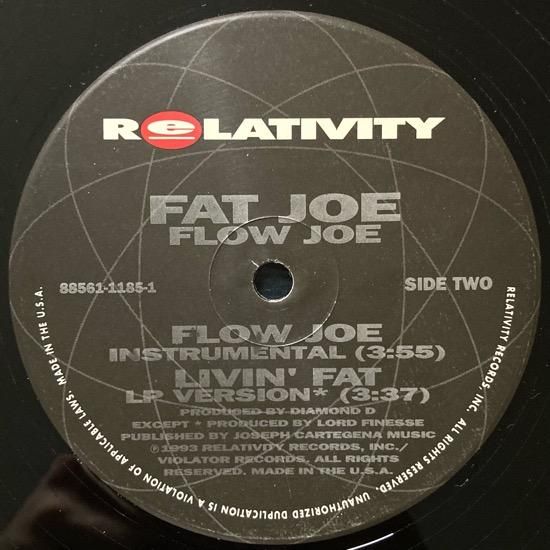 RELATIVITY
FAT JOE
FLOW JOE
88561-1185-1
SIDE TWO
FLOW JOE
INSTRUMENTAL (3:55)
LIVIN' FAT
LP VERSION* (3:37)
PRODUCED BY DIAMOND D
EXCEPT * PRODUCED BY LORD FINESSE
PUBLISHED BY JOSEPH CARTEGENA MUSIC
℗1993 RELATIVITY RECORDS, INC./
VIOLATOR RECORDS, ALL RIGHTS
RESERVED. MADE IN THE U.S.A.
RELATIVITY RECORDS, INC. ALL RIGHTS RESERVED. UNAUTHORIZED DUPLICATION IS A VIOLATION OF APPLICABLE LAWS. MADE IN THE U.S.A.